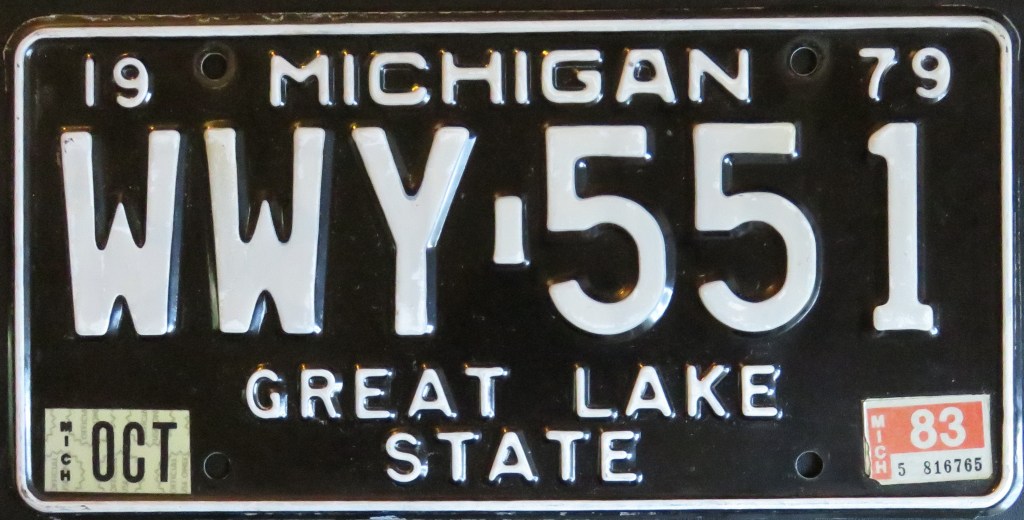 19 MICHIGAN 79
WWY-551
GREAT LAKE
STATE
MICH OCT
MICH 83
5 816765